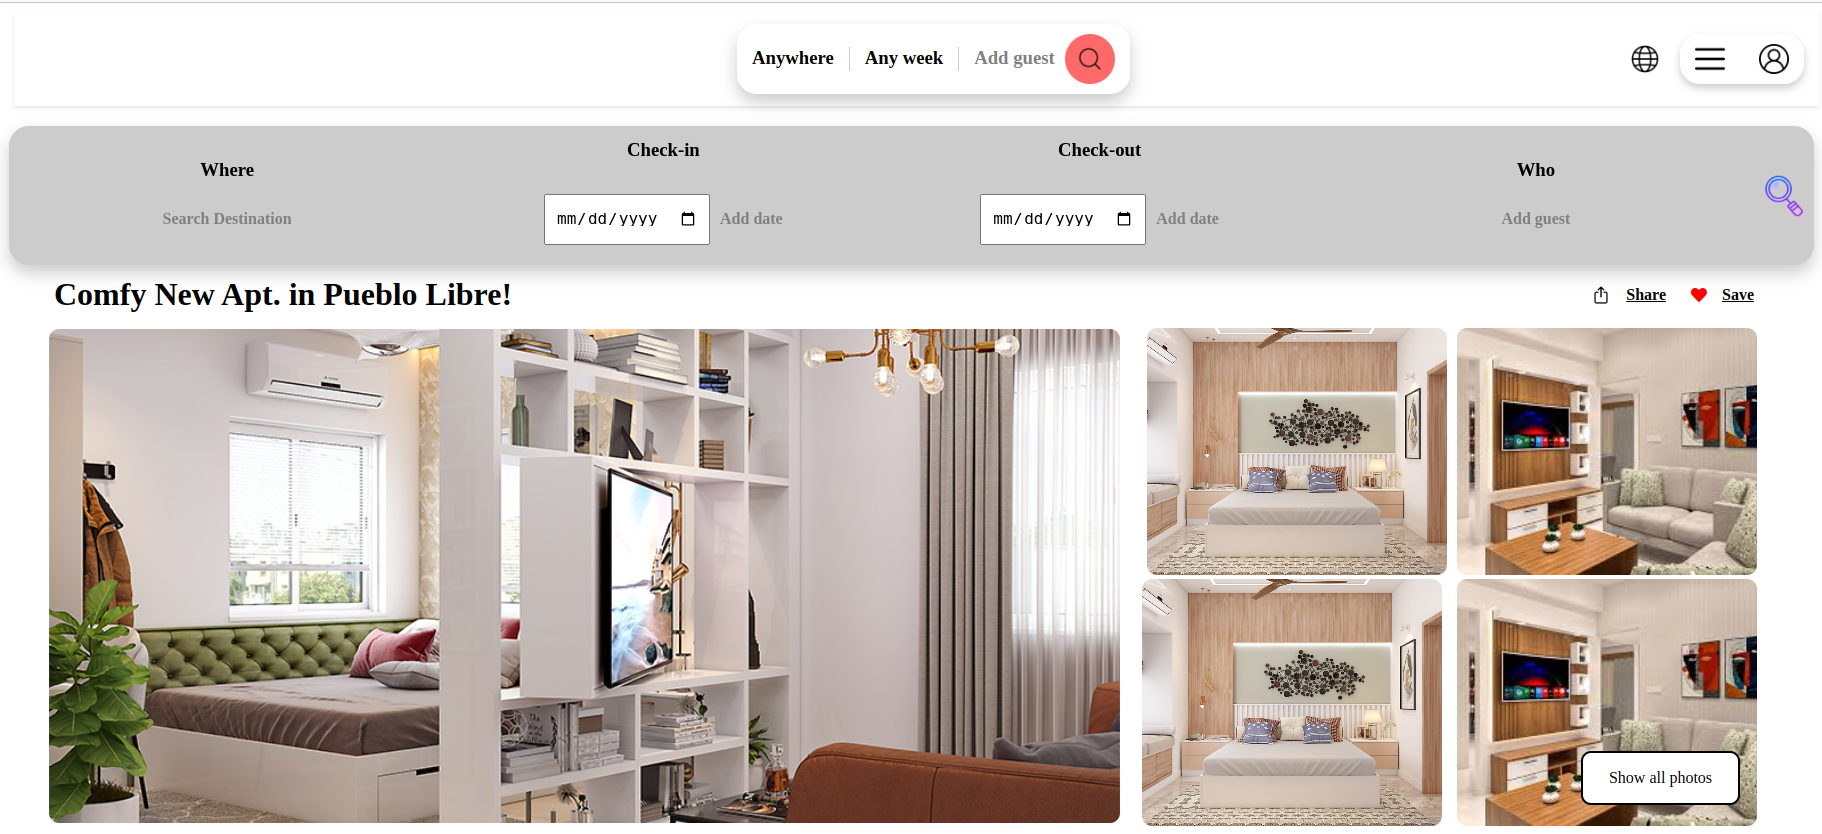 Anywhere Any week Add guest
Where Check-in Check-out Who
Search Destination mm/dd/yyyy Add date mm/dd/yyyy Add date Add guest
Comfy New Apt. in Pueblo Libre! Share Save
Show all photos